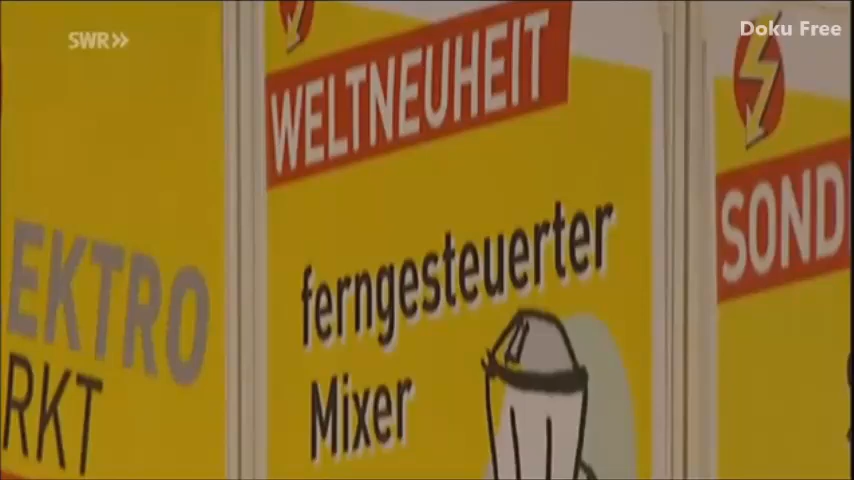 SWR»
Doku Free
WELTNEUHEIT
ferngesteuerter
Mixer
EKTRO
RKT
SOND